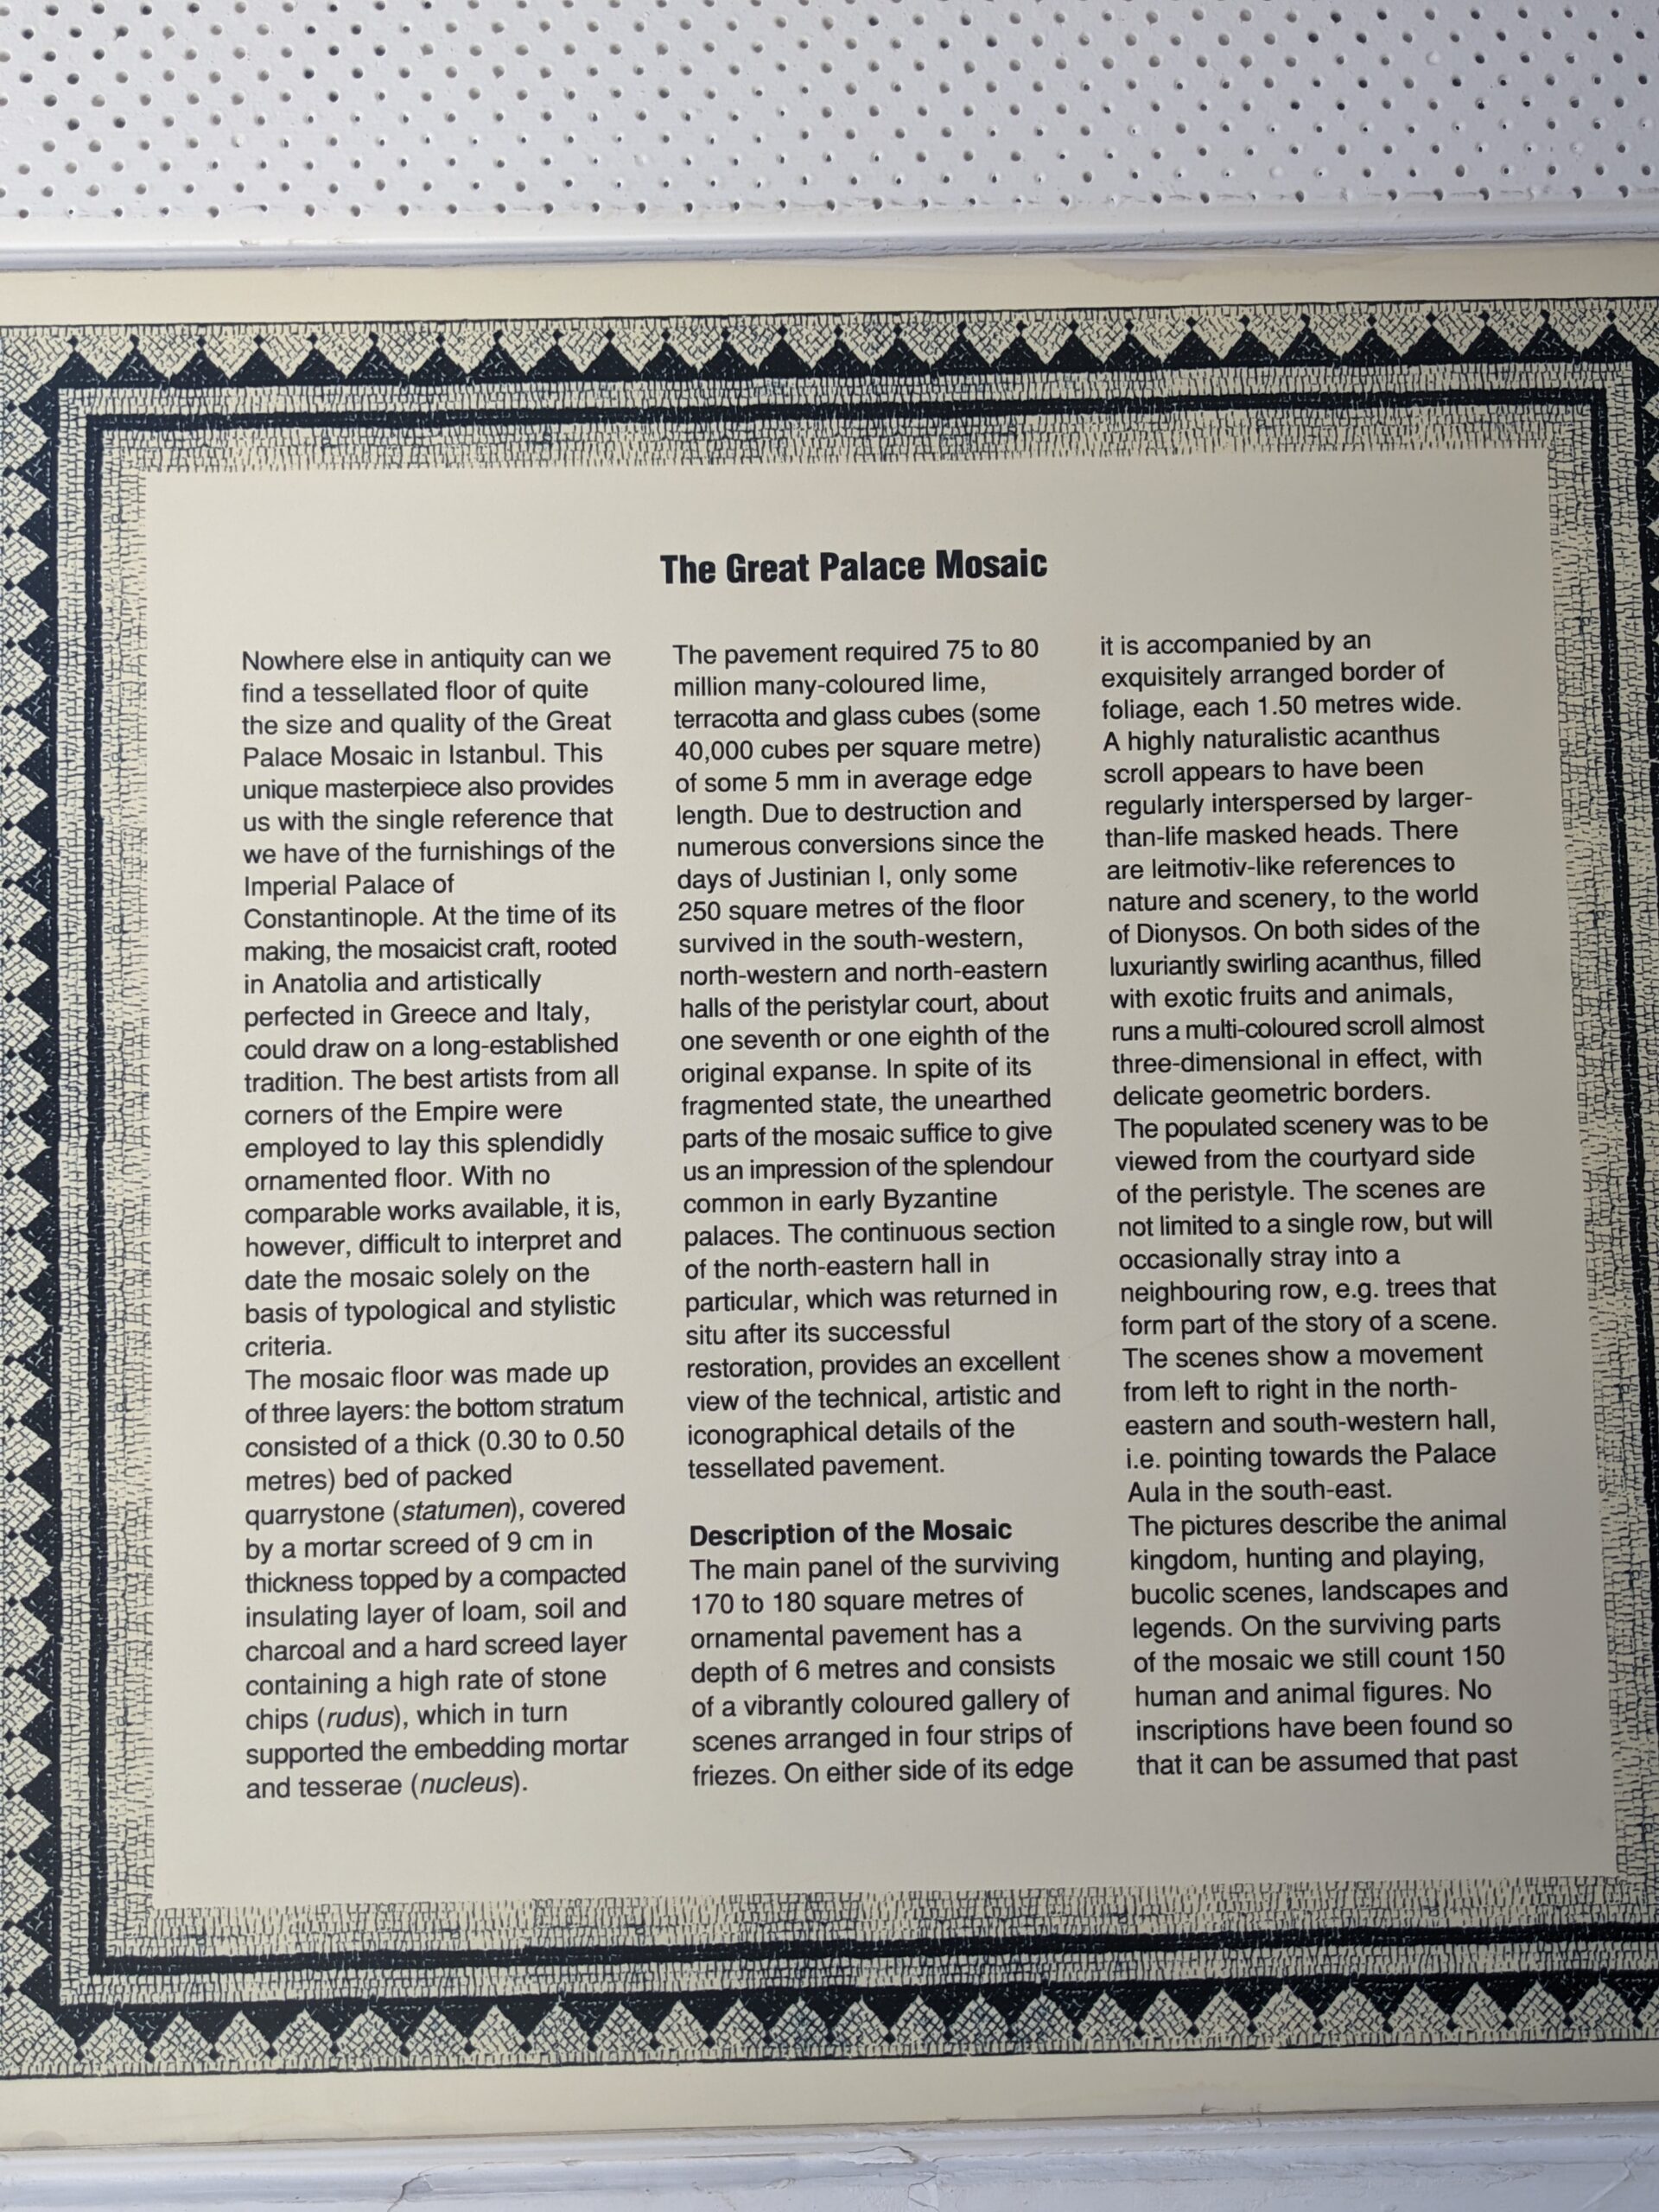 The Great Palace Mosaic
Nowhere else in antiquity can we
find a tessellated floor of quite
the size and quality of the Great
Palace Mosaic in Istanbul. This
unique masterpiece also provides
us with the single reference that
we have of the furnishings of the
Imperial Palace of
Constantinople. At the time of its
making, the mosaicist craft, rooted
in Anatolia and artistically
perfected in Greece and Italy,
could draw on a long-established
tradition. The best artists from all
corners of the Empire were
employed to lay this splendidly
ornamented floor. With no
comparable works available, it is,
however, difficult to interpret and
date the mosaic solely on the
basis of typological and stylistic
criteria.
The mosaic floor was made up
of three layers: the bottom stratum
consisted of a thick (0.30 to 0.50
metres) bed of packed
quarrystone (statumen), covered
by a mortar screed of 9 cm in
thickness topped by a compacted
insulating layer of loam, soil and
charcoal and a hard screed layer
containing a high rate of stone
chips (rudus), which in turn
supported the embedding mortar
and tesserae (nucleus).
The pavement required 75 to 80
million many-coloured lime,
terracotta and glass cubes (some
40,000 cubes per square metre)
of some 5 mm in average edge
length. Due to destruction and
numerous conversions since the
days of Justinian I, only some
250 square metres of the floor
survived in the south-western,
north-western and north-eastern
halls of the peristylar court, about
one seventh or one eighth of the
original expanse. In spite of its
fragmented state, the unearthed
parts of the mosaic suffice to give
us an impression of the splendour
common in early Byzantine
palaces. The continuous section
of the north-eastern hall in
particular, which was returned in
situ after its successful
restoration, provides an excellent
view of the technical, artistic and
iconographical details of the
tessellated pavement.
Description of the Mosaic
The main panel of the surviving
170 to 180 square metres of
ornamental pavement has a
depth of 6 metres and consists
of a vibrantly coloured gallery of
scenes arranged in four strips of
friezes. On either side of its edge
it is accompanied by an
exquisitely arranged border of
foliage, each 1.50 metres wide.
A highly naturalistic acanthus
scroll appears to have been
regularly interspersed by larger-
than-life masked heads. There
are leitmotiv-like references to
nature and scenery, to the world
of Dionysos. On both sides of the
luxuriantly swirling acanthus, filled
with exotic fruits and animals,
runs a multi-coloured scroll almost
three-dimensional in effect, with
delicate geometric borders.
The populated scenery was to be
viewed from the courtyard side
of the peristyle. The scenes are
not limited to a single row, but will
occasionally stray into a
neighbouring row, e.g. trees that
form part of the story of a scene.
The scenes show a movement
from left to right in the north-
eastern and south-western hall,
i.e. pointing towards the Palace
Aula in the south-east.
The pictures describe the animal
kingdom, hunting and playing,
bucolic scenes, landscapes and
legends. On the surviving parts
of the mosaic we still count 150
human and animal figures. No
inscriptions have been found so
that it can be assumed that past